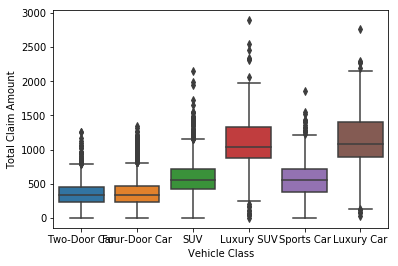 3000
2500
2000
1500
1000
500
0
Total Claim Amount
Two-Door Car Four-Door Car SUV Luxury SUV Sports Car Luxury Car
Vehicle Class